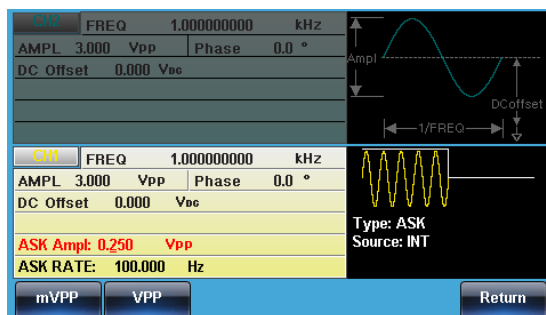 CH2 FREQ 1.000000000 kHz
AMPL 3.000 Vpp Phase 0.0 °
DC Offset 0.000 VDC
Ampl
DCoffset
1/FREQ
CH1 FREQ 1.000000000 kHz
AMPL 3.000 Vpp Phase 0.0 °
DC Offset 0.000 VDC
ASK Ampl: 0.250 Vpp
ASK RATE: 100.000 Hz
Type: ASK
Source: INT
mVPP VPP Return